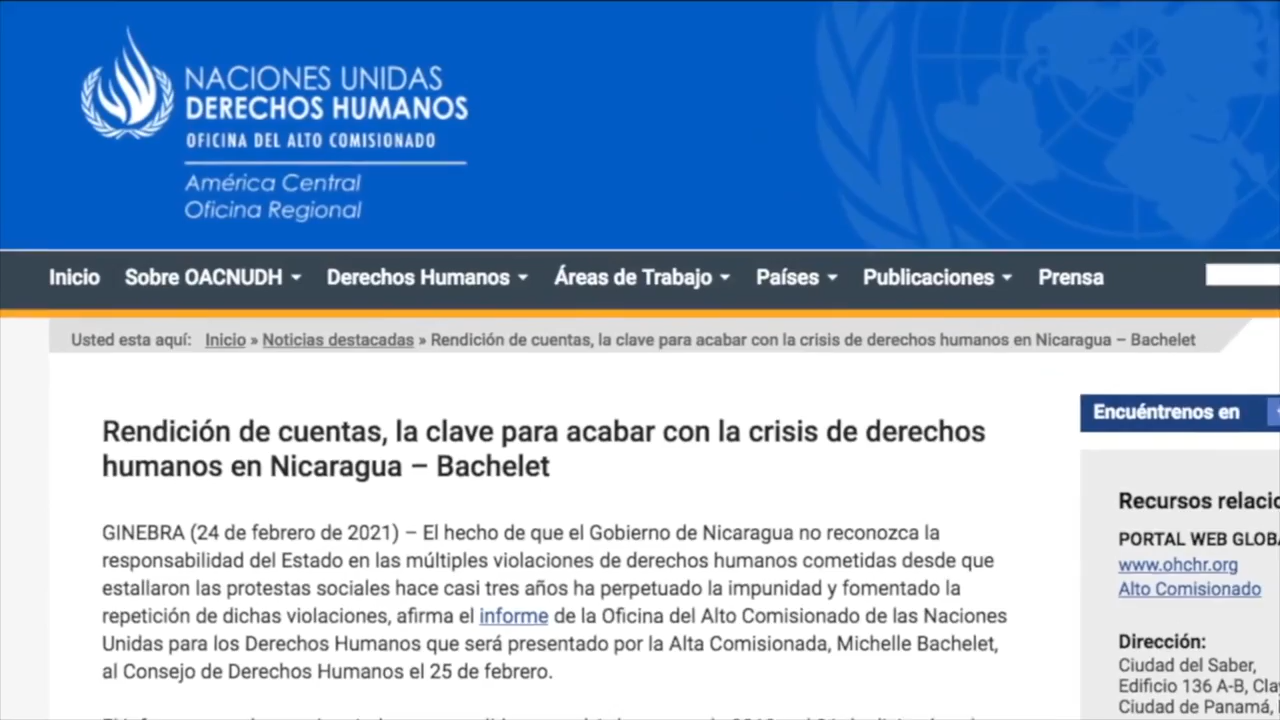 NACIONES UNIDAS
DERECHOS HUMANOS
OFICINA DEL ALTO COMISIONADO
América Central
Oficina Regional
Inicio Sobre OACNUDH Derechos Humanos Áreas de Trabajo Países Publicaciones Prensa
Usted esta aquí: Inicio » Noticias destacadas » Rendición de cuentas, la clave para acabar con la crisis de derechos humanos en Nicaragua – Bachelet
Rendición de cuentas, la clave para acabar con la crisis de derechos
humanos en Nicaragua – Bachelet
GINEBRA (24 de febrero de 2021) – El hecho de que el Gobierno de Nicaragua no reconozca la
responsabilidad del Estado en las múltiples violaciones de derechos humanos cometidas desde que
estallaron las protestas sociales hace casi tres años ha perpetuado la impunidad y fomentado la
repetición de dichas violaciones, afirma el informe de la Oficina del Alto Comisionado de las Naciones
Unidas para los Derechos Humanos que será presentado por la Alta Comisionada, Michelle Bachelet,
al Consejo de Derechos Humanos el 25 de febrero.
Encuéntrenos en
Recursos
PORTAL WEB
www.ohchr.org
Alto Comisionado
Dirección:
Ciudad del Saber,
Edificio 136 A-B,
Ciudad de Panamá,